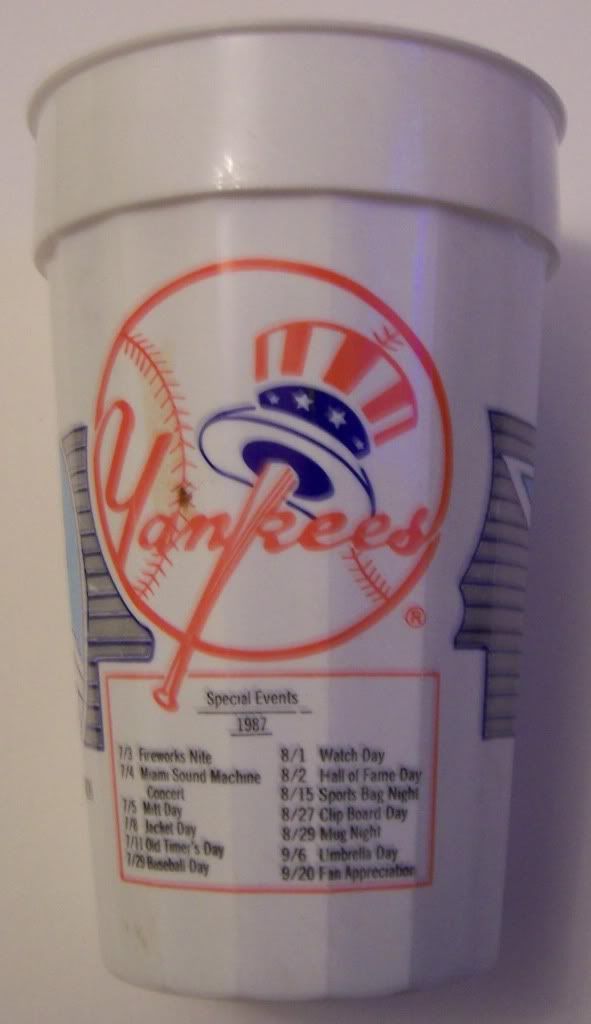 Yankees
®
Special Events
1987
7/3 Fireworks Nite
7/4 Miami Sound Machine
Concert
7/5 Mitt Day
7/8 Jacket Day
7/11 Old Timer's Day
7/29 Baseball Day
8/1 Watch Day
8/2 Hall of Fame Day
8/15 Sports Bag Night
8/27 Clip Board Day
8/29 Mug Night
9/6 Umbrella Day
9/20 Fan Appreciation